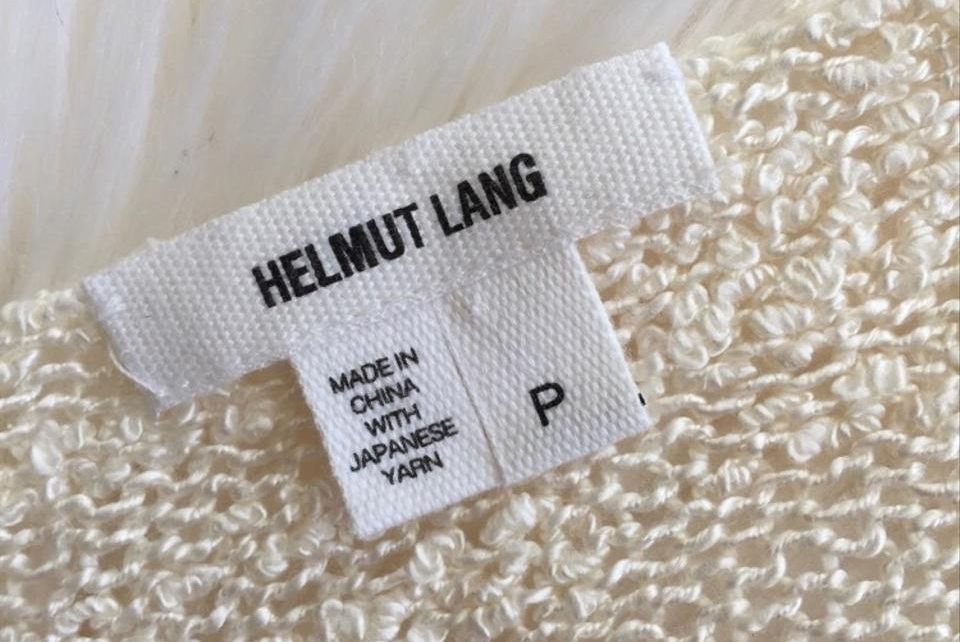 HELMUT LANG
MADE IN
CHINA
WITH
JAPANESE
YARN
P